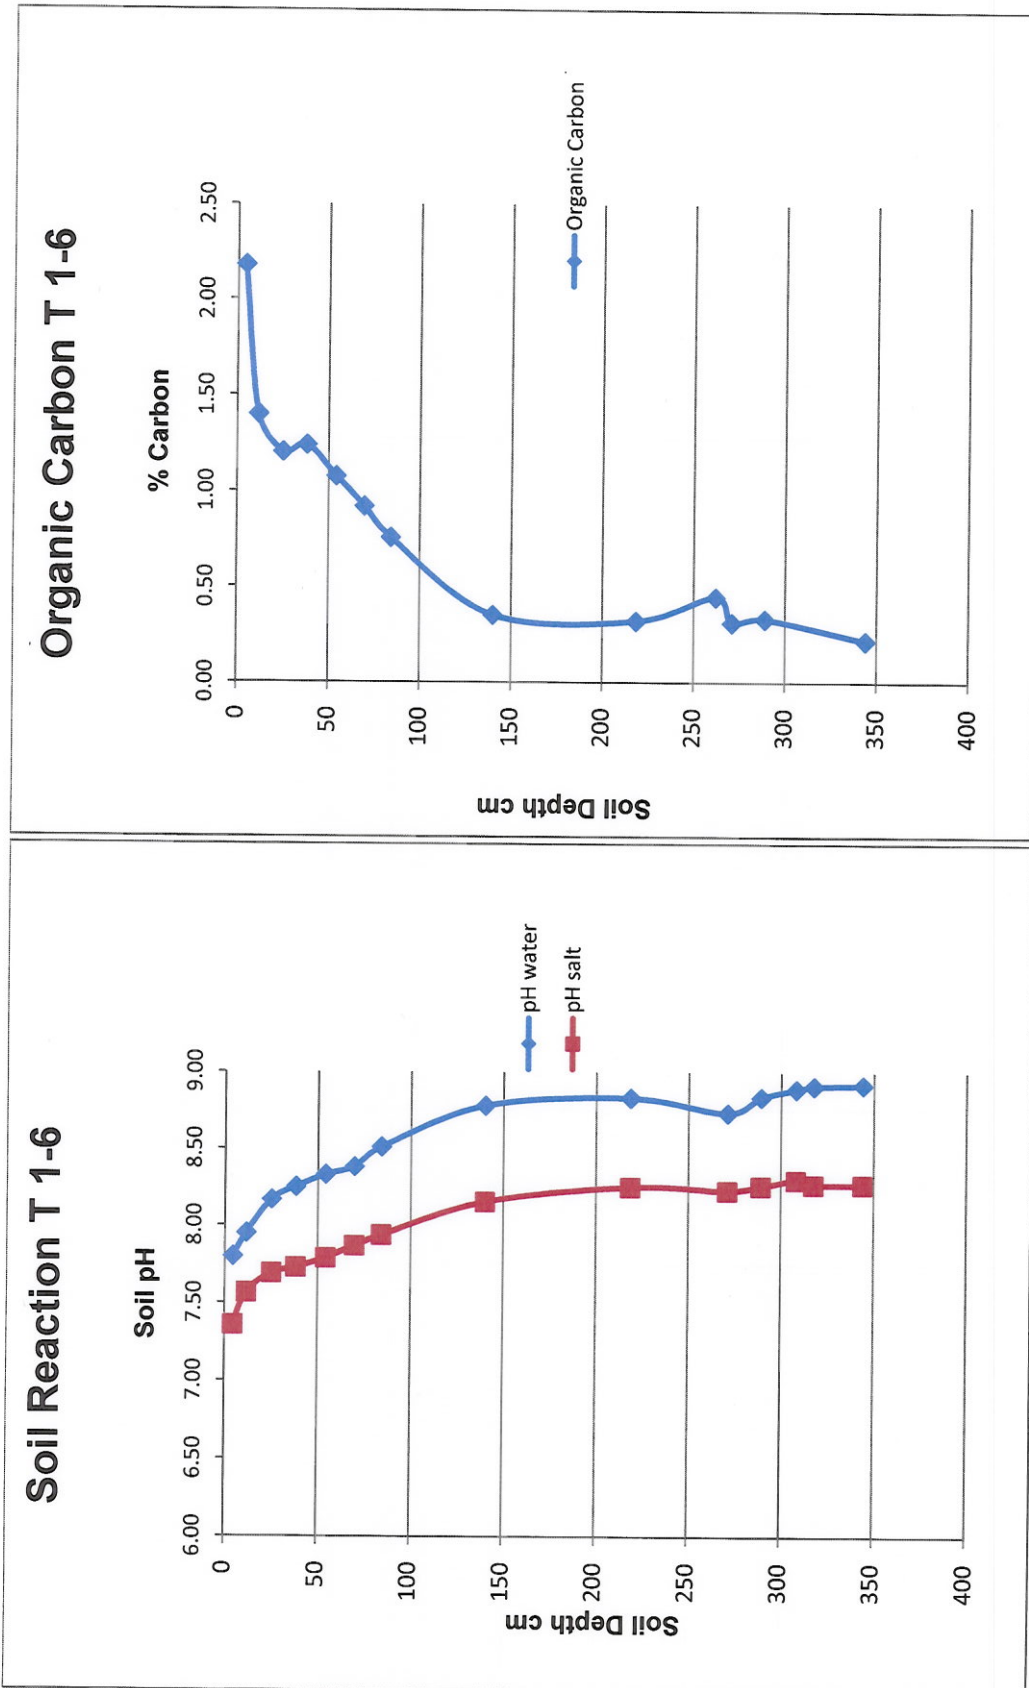 Soil Reaction T 1-6
Soil pH
6.00 6.50 7.00 7.50 8.00 8.50 9.00
0
50
100
150
200
250
300
350
400
Soil Depth cm
pH water
pH salt
Organic Carbon T 1-6
% Carbon
0.00 0.50 1.00 1.50 2.00 2.50
0
50
100
150
200
250
300
350
400
Soil Depth cm
Organic Carbon